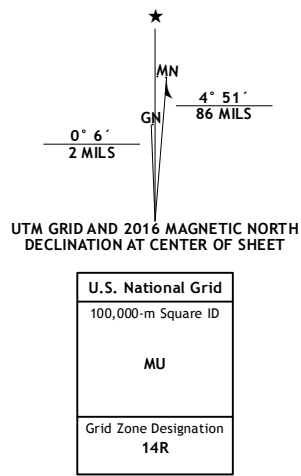 MN
GN
4° 51´
86 MILS
0° 6´
2 MILS
UTM GRID AND 2016 MAGNETIC NORTH
DECLINATION AT CENTER OF SHEET
U.S. National Grid
100,000-m Square ID
MU
Grid Zone Designation
14R